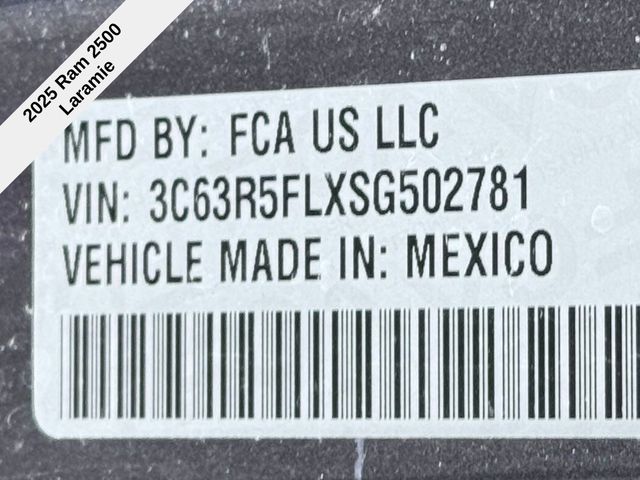 2025 Ram 2500
Laramie
MFD BY: FCA US LLC
VIN: 3C63R5FLXSG502781
VEHICLE MADE IN: MEXICO